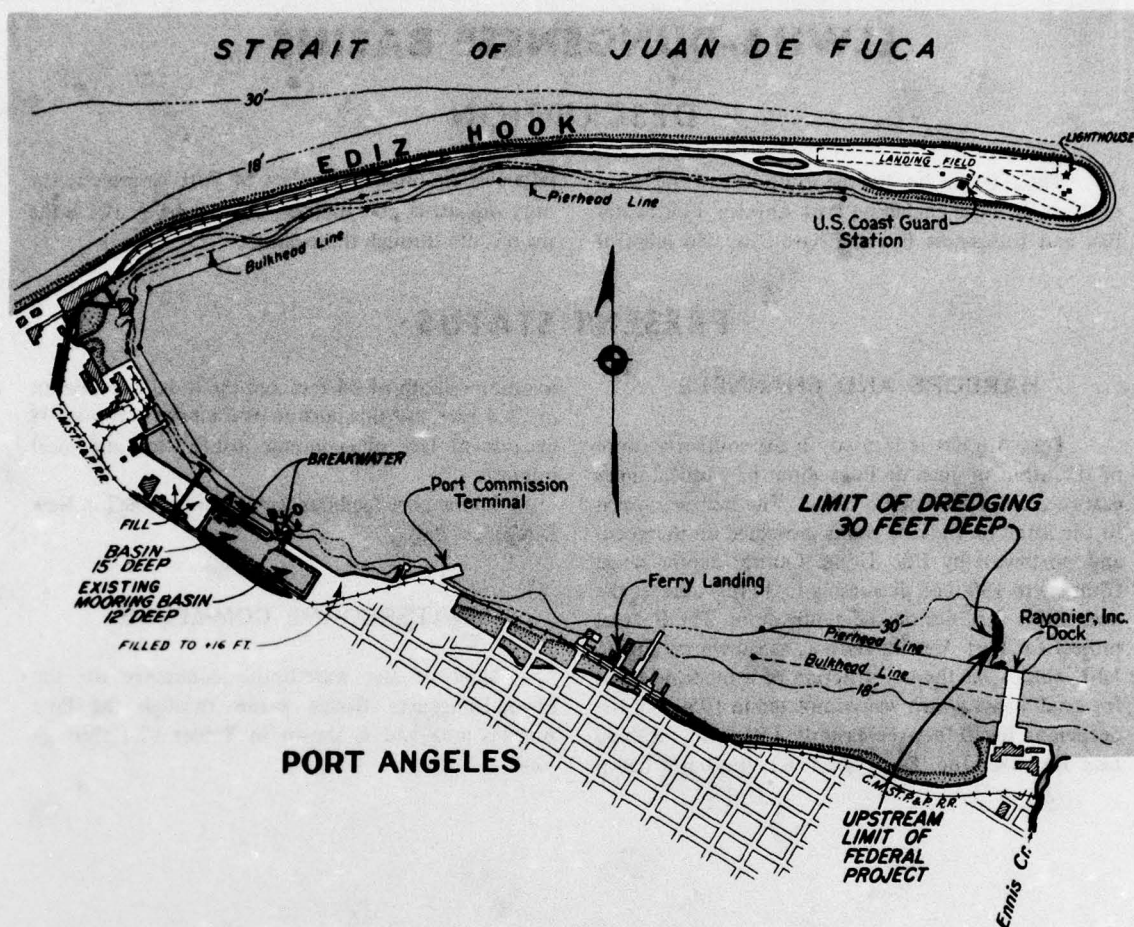 STRAIT OF JUAN DE FUCA
30'
18'
EDIZ HOOK
LIGHTHOUSE
LANDING FIELD
Pierhead Line
U.S. Coast Guard
Station
Bulkhead Line
C.M.ST.P.&P. R.R.
BREAKWATER
Port Commission
Terminal
LIMIT OF DREDGING
30 FEET DEEP
FILL
BASIN
15' DEEP
EXISTING
MOORING BASIN
12' DEEP
FILLED TO +16 FT.
Ferry Landing
30'
Pierhead Line
Rayonier, Inc.
Dock
Bulkhead Line
18'
PORT ANGELES
C.M.ST.P.&P. R.R.
UPSTREAM
LIMIT OF
FEDERAL
PROJECT
Ennis Cr.
PRESENT STATUS
HARBORS AND CHANNELS